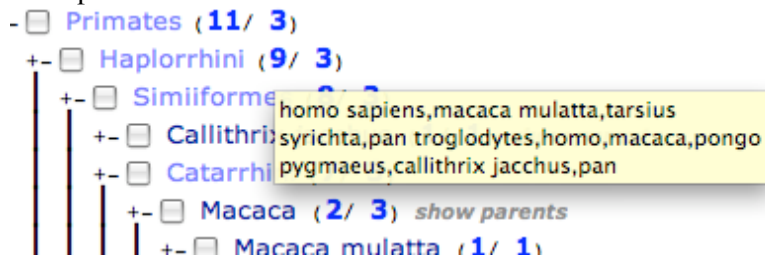 - Primates (11/ 3)
+- Haplorrhini (9/ 3)
+- Simiiforme
homo sapiens,macaca mulatta,tarsius
+- Callithri
syrichta,pan troglodytes,homo,macaca,pongo
+- Catarrhi
pygmaeus,callithrix jacchus,pan
+- Macaca (2/ 3) show parents
+- Macaca mulatta (1/ 1)